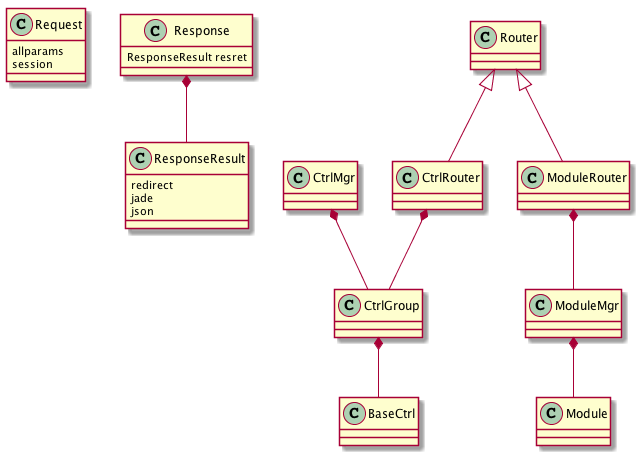 C Request
allparams
session
C Response
ResponseResult resret
C Router
C ResponseResult
redirect
jade
json
C CtrlMgr
C CtrlRouter
C ModuleRouter
C CtrlGroup
C ModuleMgr
C BaseCtrl
C Module